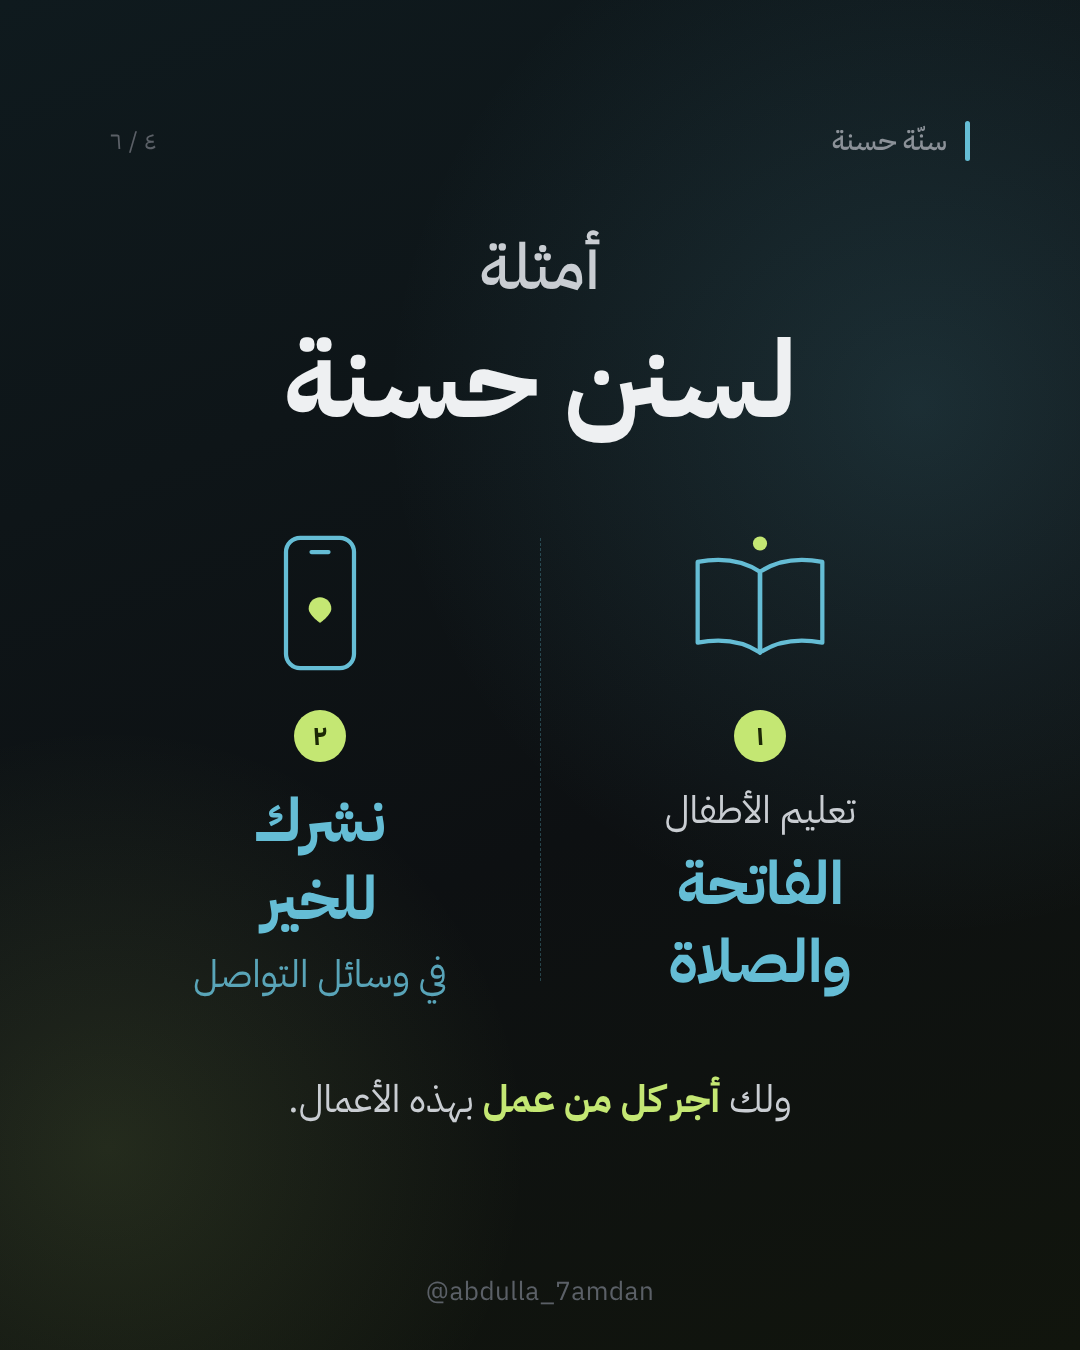 سنّة حسنة
٤ / ٦
أمثلة
لسنن حسنة
١
تعليم الأطفال
الفاتحة
والصلاة
٢
نشرك
للخير
في وسائل التواصل
ولك أجر كل من عمل بهذه الأعمال.
@abdulla_7amdan